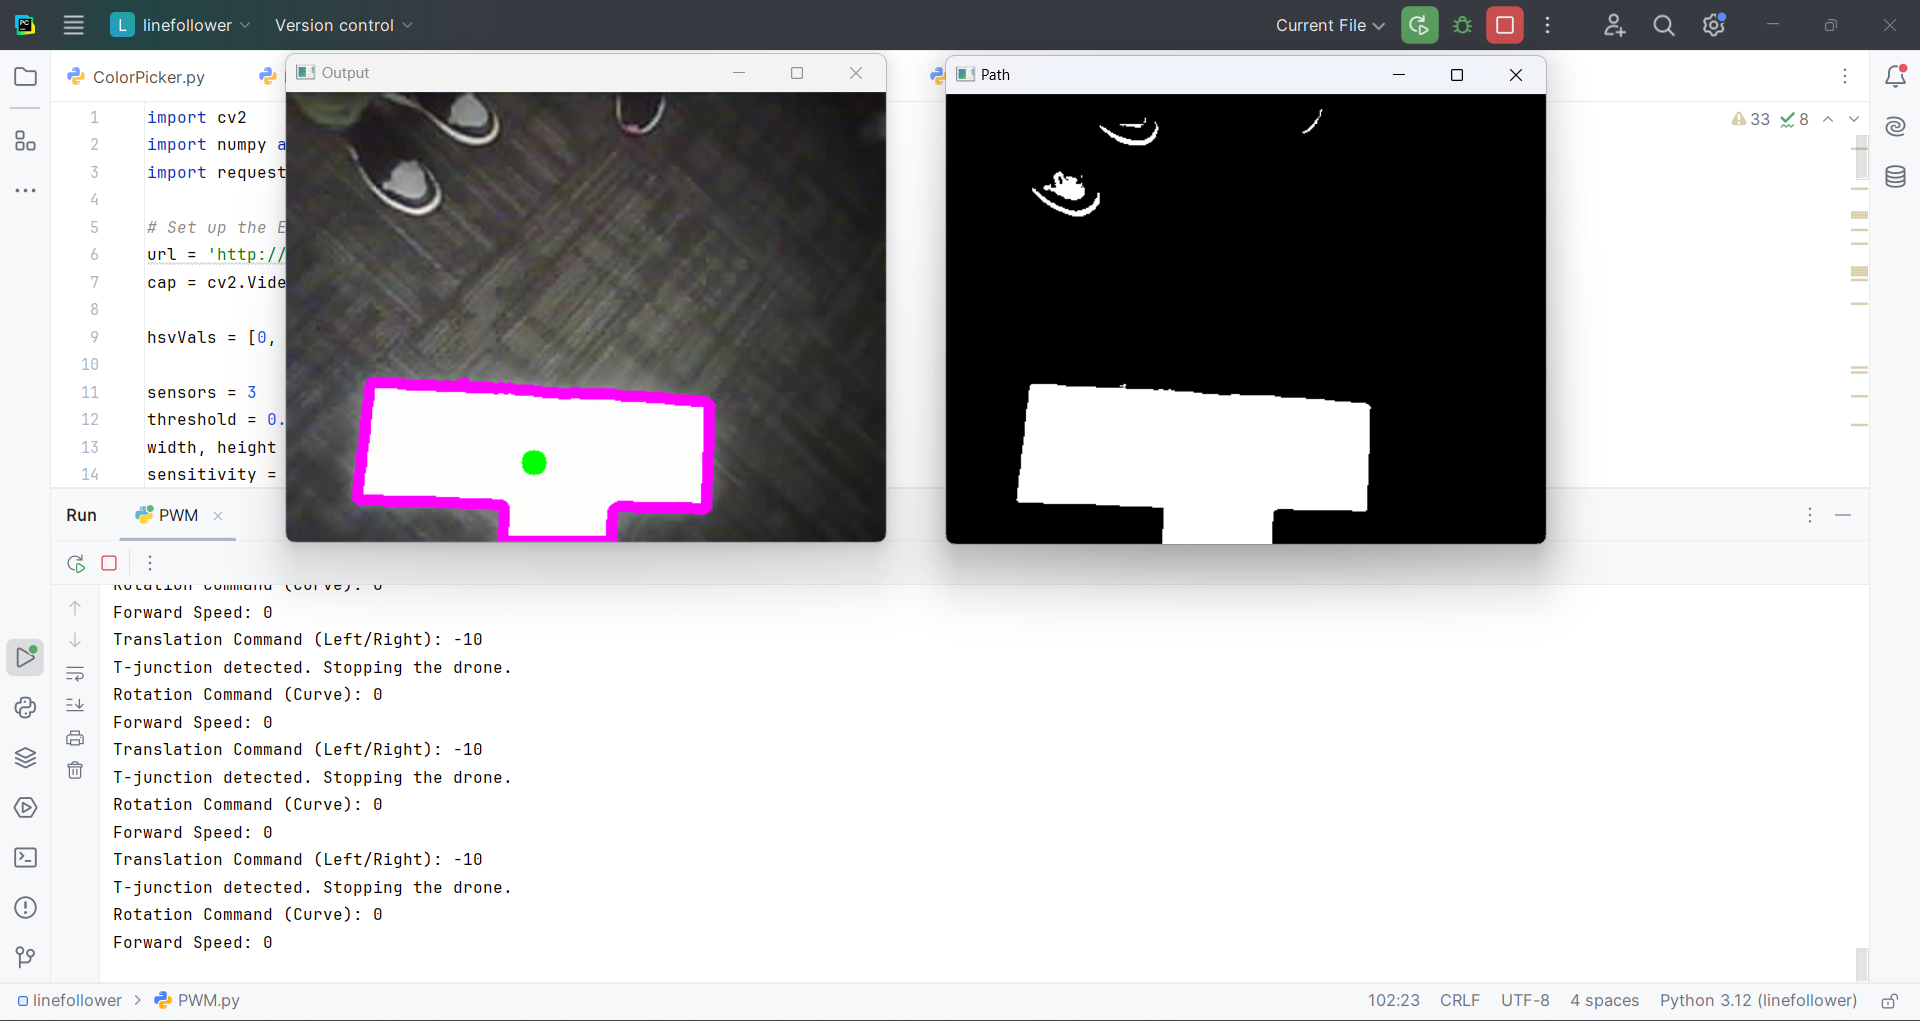 PC
L linefollower Version control Current File
ColorPicker.py
Output
Path
1 import cv2
2 import numpy a
3 import request
4
5 # Set up the E
6 url = 'http://
7 cap = cv2.Vide
8
9 hsvVals = [0,
10
11 sensors = 3
12 threshold = 0.
13 width, height
14 sensitivity =
33 8
Run PWM
Rotation Command (Curve): 0
Forward Speed: 0
Translation Command (Left/Right): -10
T-junction detected. Stopping the drone.
Rotation Command (Curve): 0
Forward Speed: 0
Translation Command (Left/Right): -10
T-junction detected. Stopping the drone.
Rotation Command (Curve): 0
Forward Speed: 0
Translation Command (Left/Right): -10
T-junction detected. Stopping the drone.
Rotation Command (Curve): 0
Forward Speed: 0
linefollower > PWM.py 102:23 CRLF UTF-8 4 spaces Python 3.12 (linefollower)